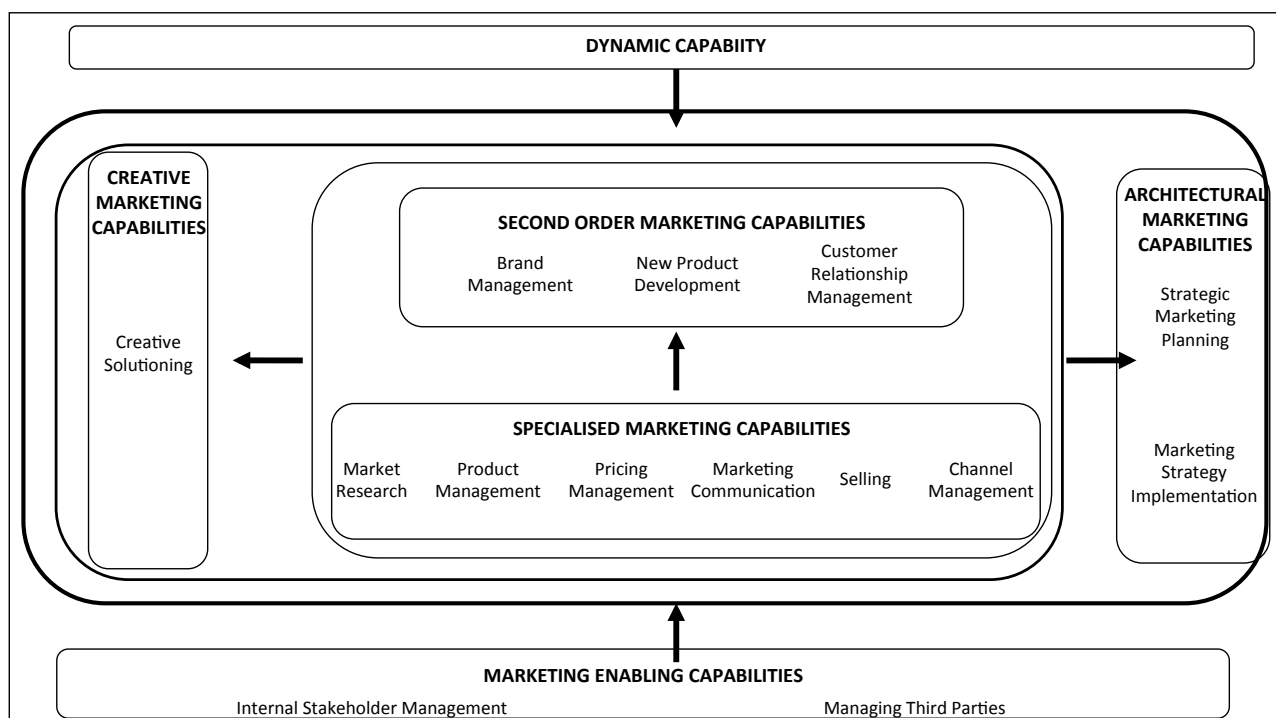 DYNAMIC CAPABIITY
CREATIVE
MARKETING
CAPABILITIES
Creative
Solutioning
SECOND ORDER MARKETING CAPABILITIES
Brand
Management
New Product
Development
Customer
Relationship
Management
SPECIALISED MARKETING CAPABILITIES
Market
Research
Product
Management
Pricing
Management
Marketing
Communication
Selling
Channel
Management
ARCHITECTURAL
MARKETING
CAPABILITIES
Strategic
Marketing
Planning
Marketing
Strategy
Implementation
MARKETING ENABLING CAPABILITIES
Internal Stakeholder Management
Managing Third Parties